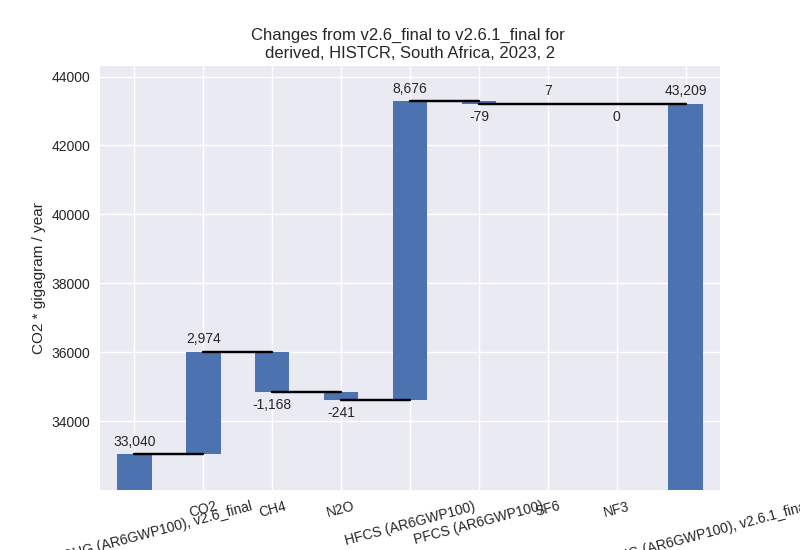 Changes from v2.6_final to v2.6.1_final for
derived, HISTCR, South Africa, 2023, 2
CO2 * gigagram / year
44000
42000
40000
38000
36000
34000
33,040
2,974
-1,168
-241
8,676
-79
7
0
43,209
(AR6GWP100), v2.6_final
CO2
CH4
N2O
HFCS (AR6GWP100)
PFCS (AR6GWP100)
SF6
NF3
(AR6GWP100), v2.6.1